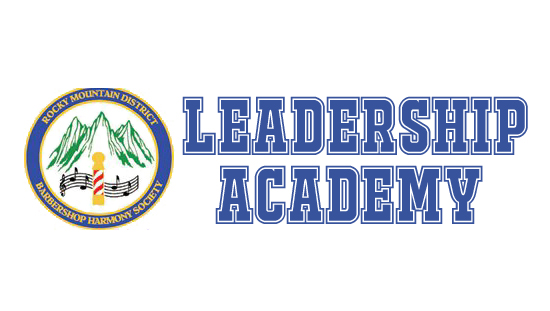 ROCKY MOUNTAIN DISTRICT
BARBERSHOP HARMONY SOCIETY
LEADERSHIP
ACADEMY